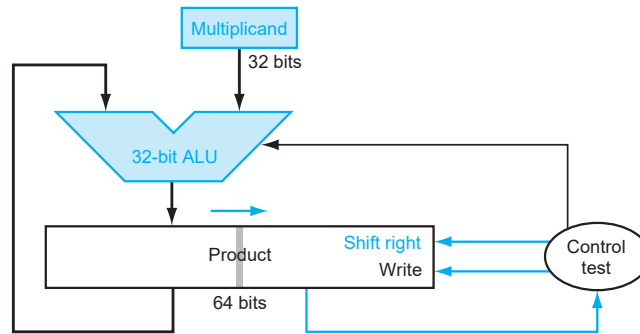 Multiplicand
32 bits
32-bit ALU
Product
Shift right
Write
Control
test
64 bits